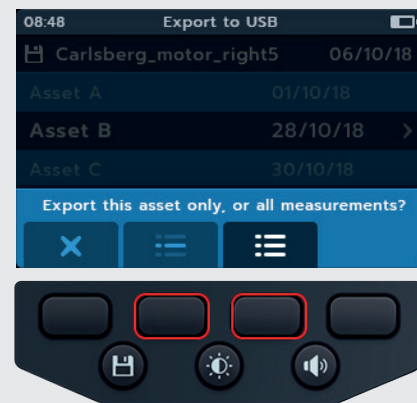 08:48 Export to USB
Carlsberg_motor_right5 06/10/18
Asset A 01/10/18
Asset B 28/10/18
Asset C 30/10/18
Export this asset only, or all measurements?